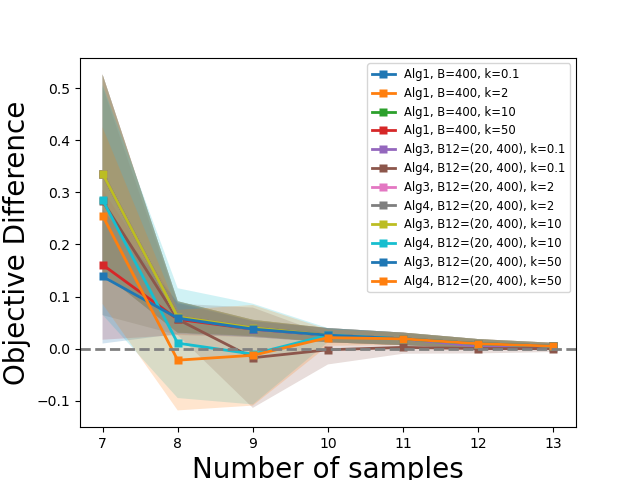 Objective Difference
0.5
0.4
0.3
0.2
0.1
0.0
−0.1
Alg1, B=400, k=0.1
Alg1, B=400, k=2
Alg1, B=400, k=10
Alg1, B=400, k=50
Alg3, B12=(20, 400), k=0.1
Alg4, B12=(20, 400), k=0.1
Alg3, B12=(20, 400), k=2
Alg4, B12=(20, 400), k=2
Alg3, B12=(20, 400), k=10
Alg4, B12=(20, 400), k=10
Alg3, B12=(20, 400), k=50
Alg4, B12=(20, 400), k=50
7 8 9 10 11 12 13
Number of samples